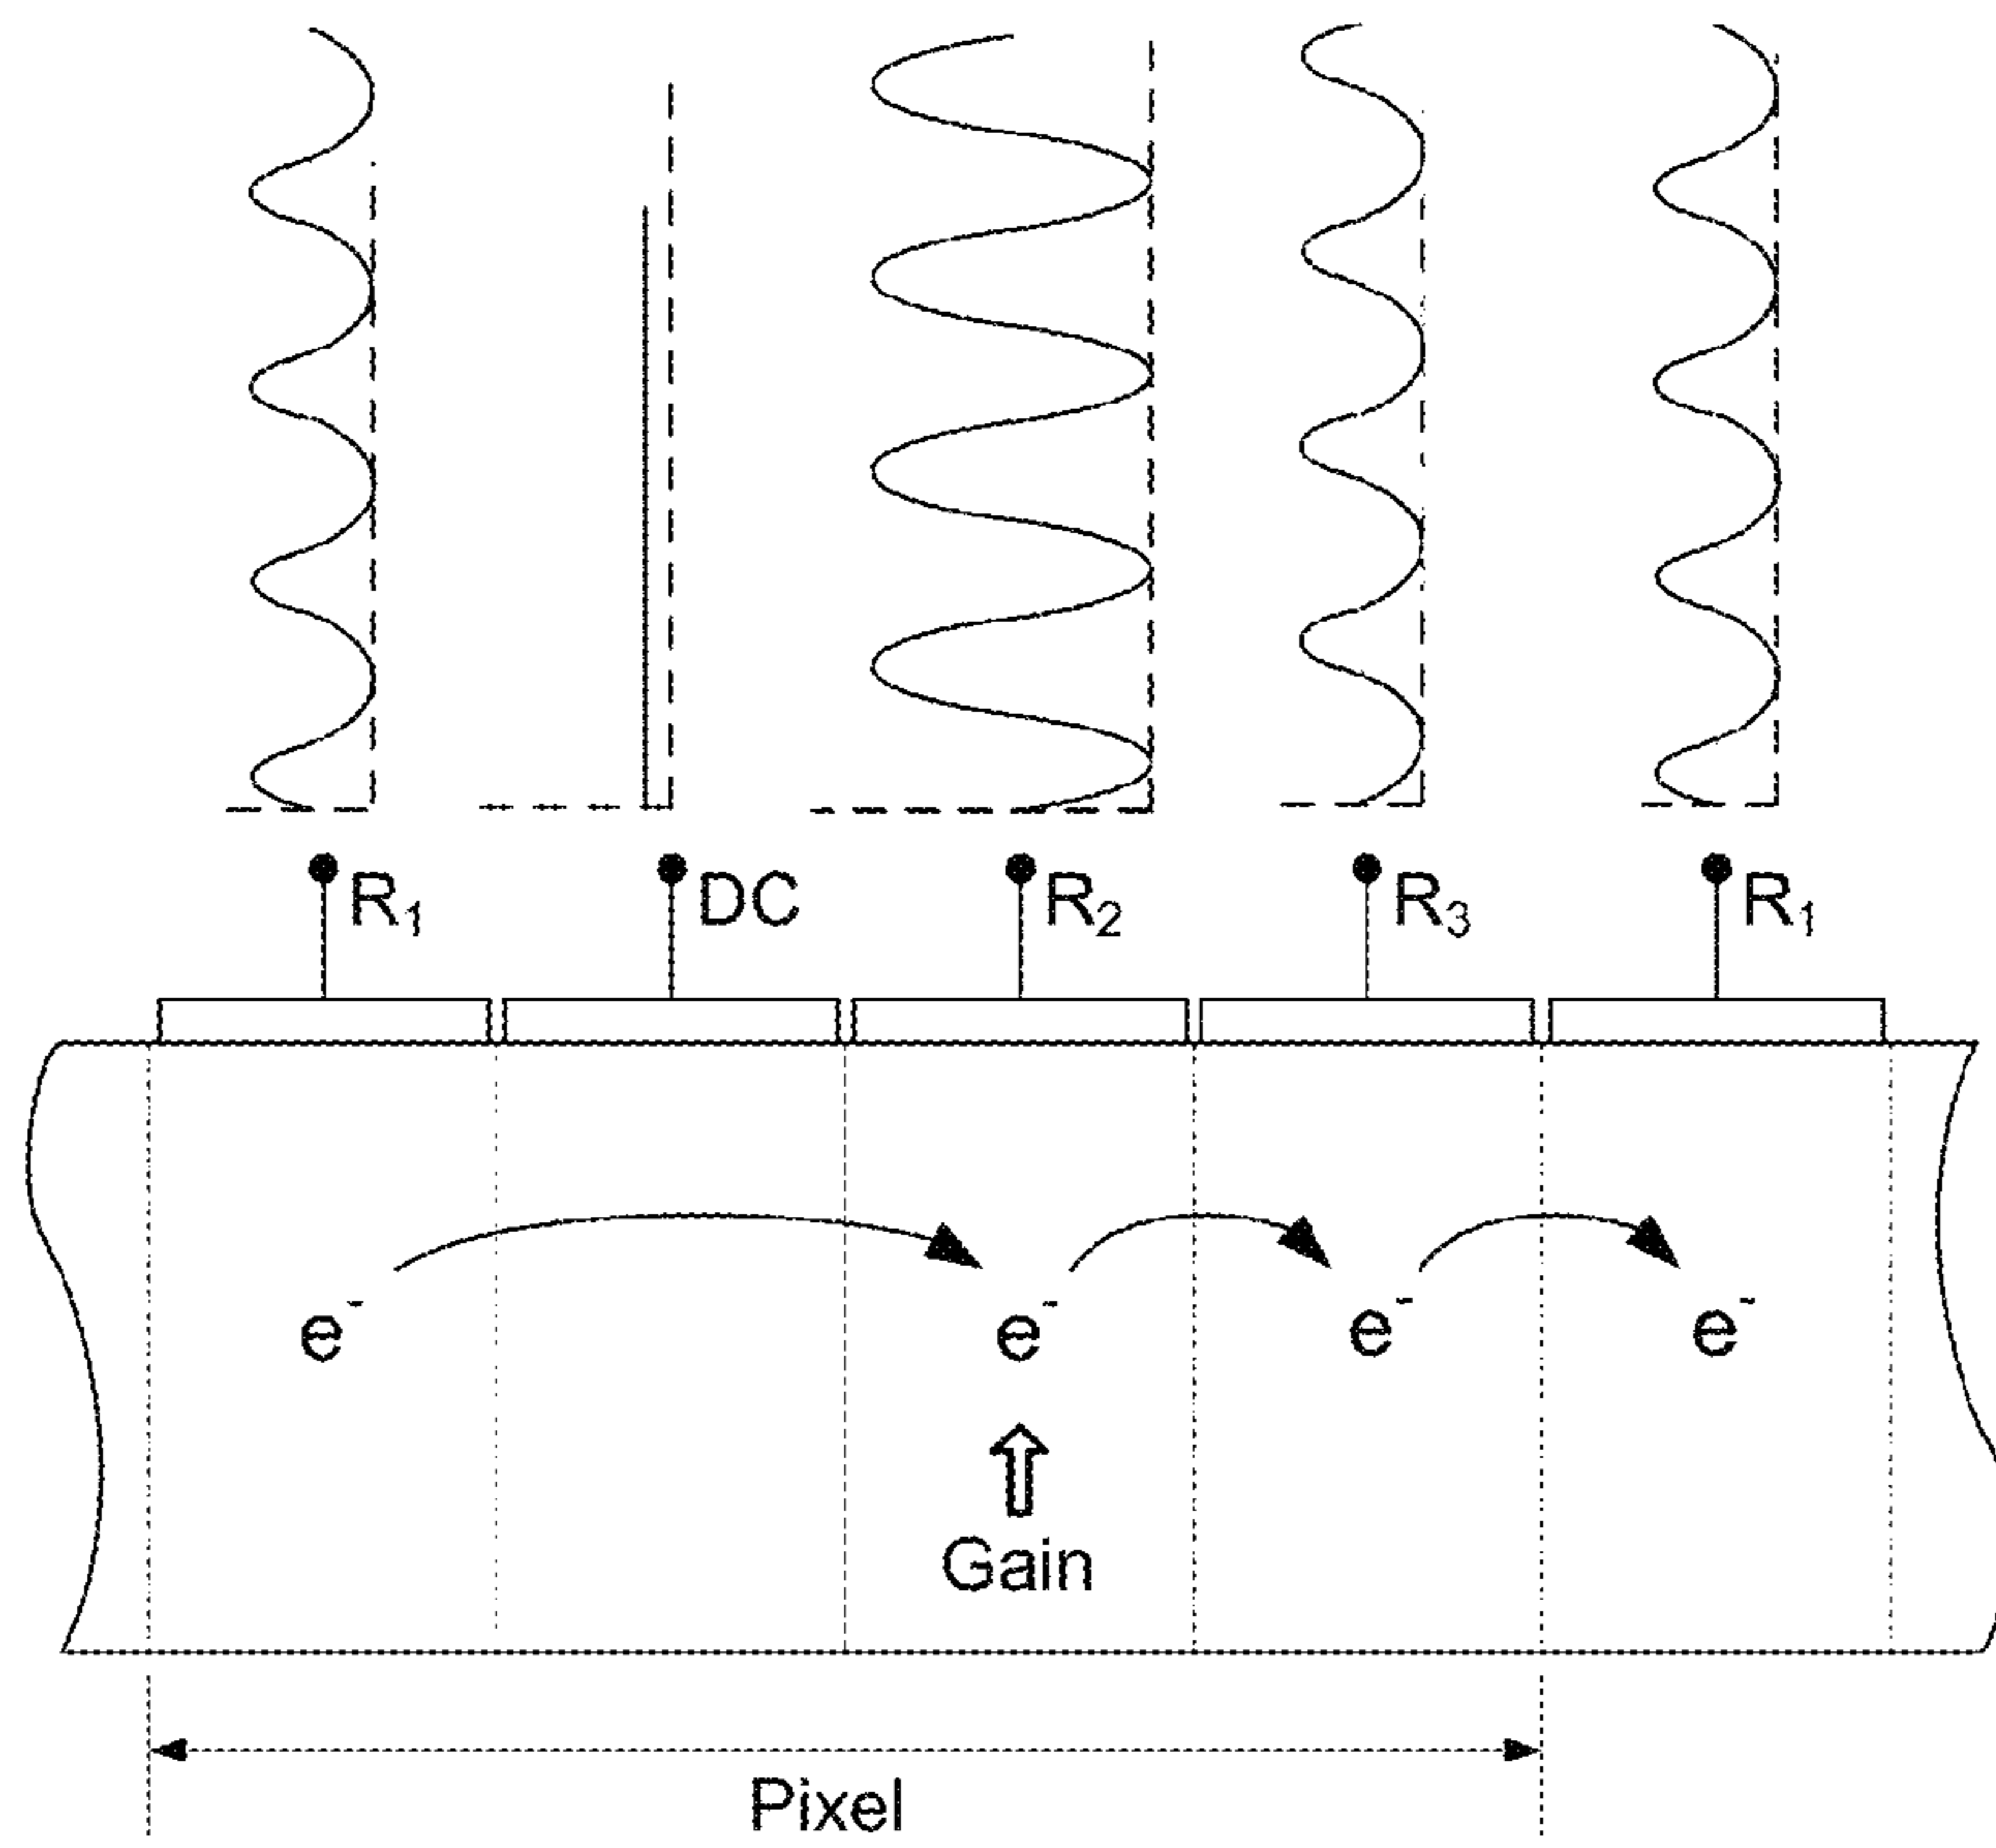 R₁ DC R₂ R₃ R₁
e⁻ e⁻ e⁻ e⁻
Gain
Pixel